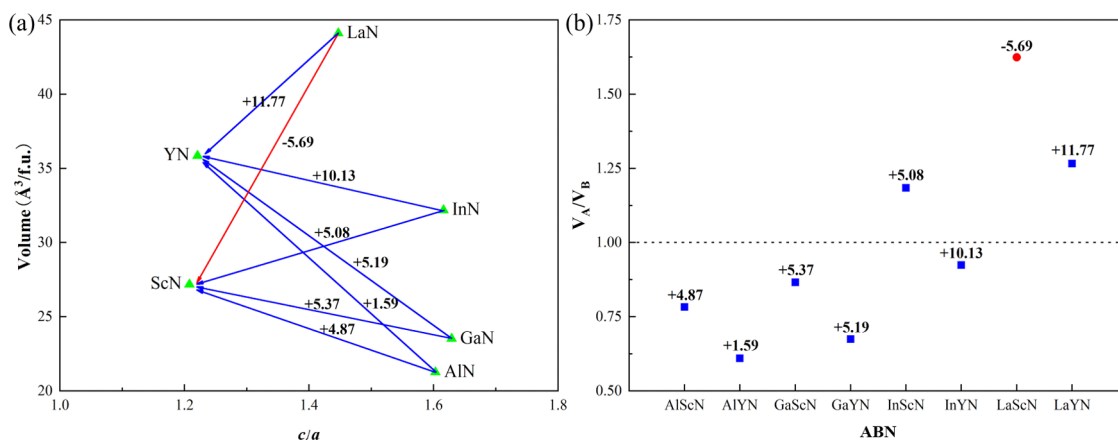 (a)
45
40
35
30
25
20
Volume (Å³/f.u.)
LaN
+11.77
-5.69
YN
+10.13
InN
+5.08
+5.19
ScN
+5.37
+1.59
+4.87
GaN
AlN
1.0 1.2 1.4 1.6 1.8
c/a
(b)
1.75
1.50
1.25
1.00
0.75
0.50
V_A/V_B
-5.69
+11.77
+5.08
+10.13
+5.37
+4.87
+5.19
+1.59
AlScN AlYN GaScN GaYN InScN InYN LaScN LaYN
ABN